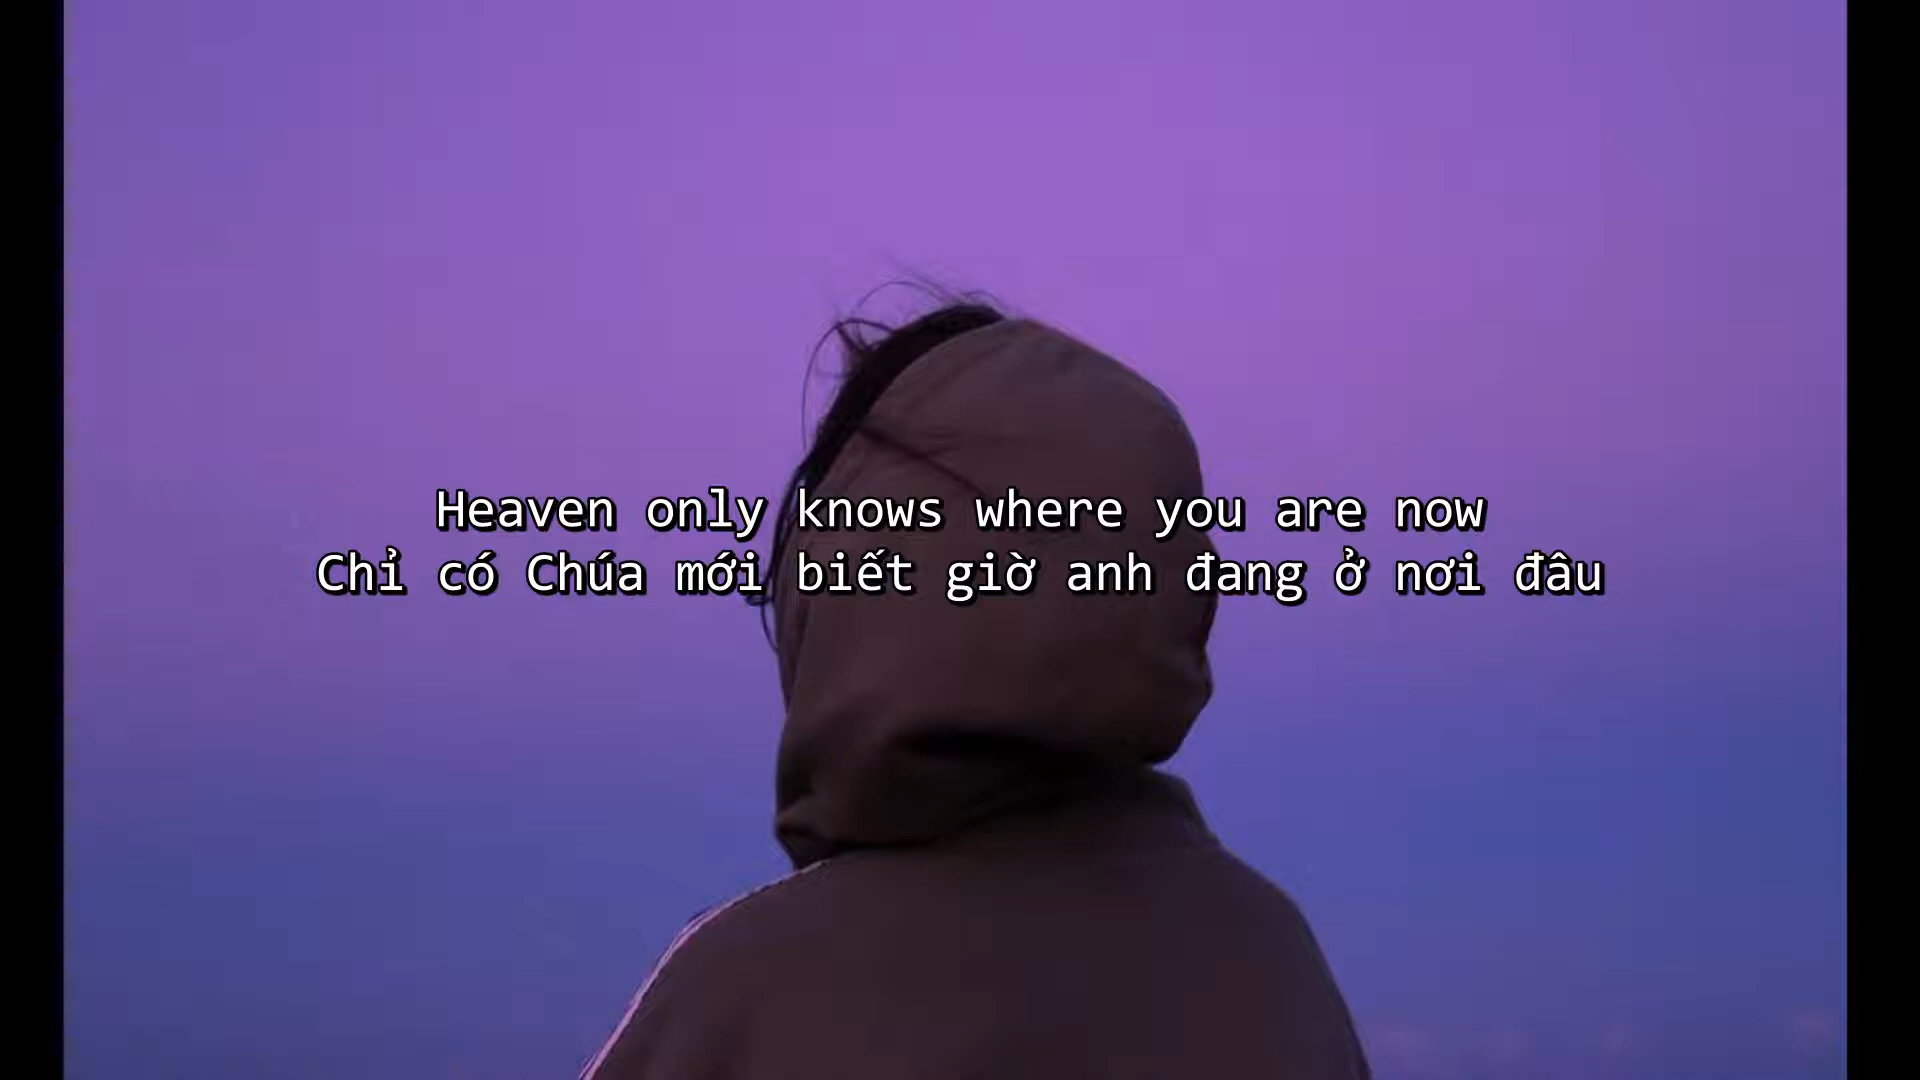 Heaven only knows where you are now
Chỉ có Chúa mới biết giờ anh đang ở nơi đâu